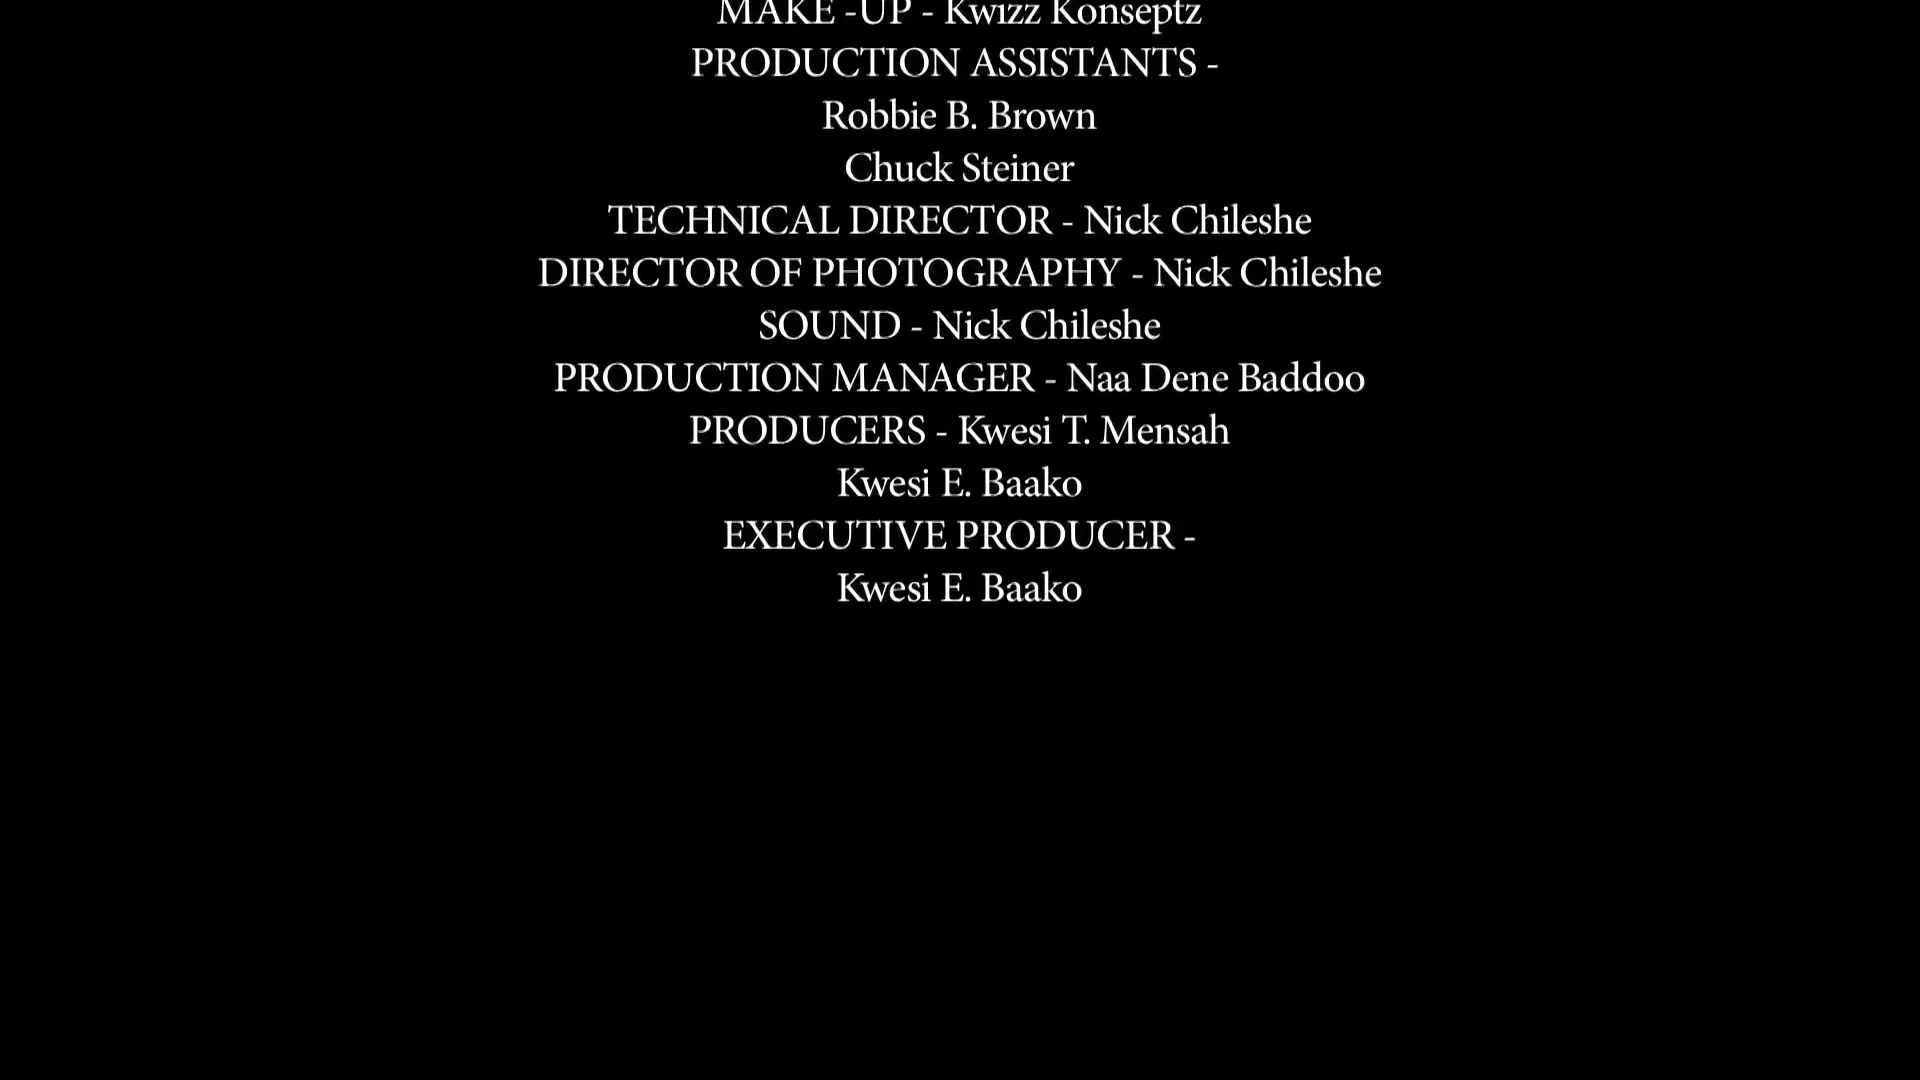 MAKE -UP - Kwizz Konseptz
PRODUCTION ASSISTANTS -
Robbie B. Brown
Chuck Steiner
TECHNICAL DIRECTOR - Nick Chileshe
DIRECTOR OF PHOTOGRAPHY - Nick Chileshe
SOUND - Nick Chileshe
PRODUCTION MANAGER - Naa Dene Baddoo
PRODUCERS - Kwesi T. Mensah
Kwesi E. Baako
EXECUTIVE PRODUCER -
Kwesi E. Baako